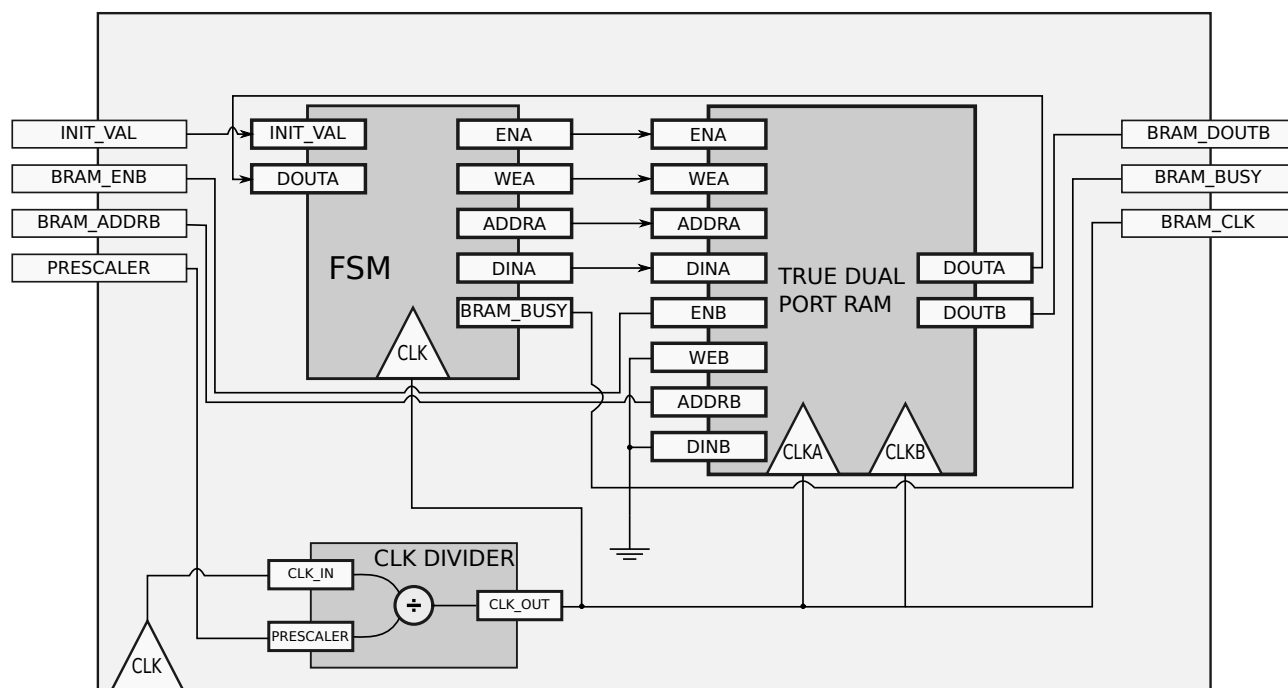 INIT_VAL
BRAM_ENB
BRAM_ADDRB
PRESCALER
INIT_VAL
DOUTA
FSM
CLK
ENA
WEA
ADDRA
DINA
BRAM_BUSY
ENA
WEA
ADDRA
DINA
ENB
WEB
ADDRB
DINB
TRUE DUAL
PORT RAM
DOUTA
DOUTB
CLKA
CLKB
BRAM_DOUTB
BRAM_BUSY
BRAM_CLK
CLK DIVIDER
CLK_IN
PRESCALER
÷
CLK_OUT
CLK